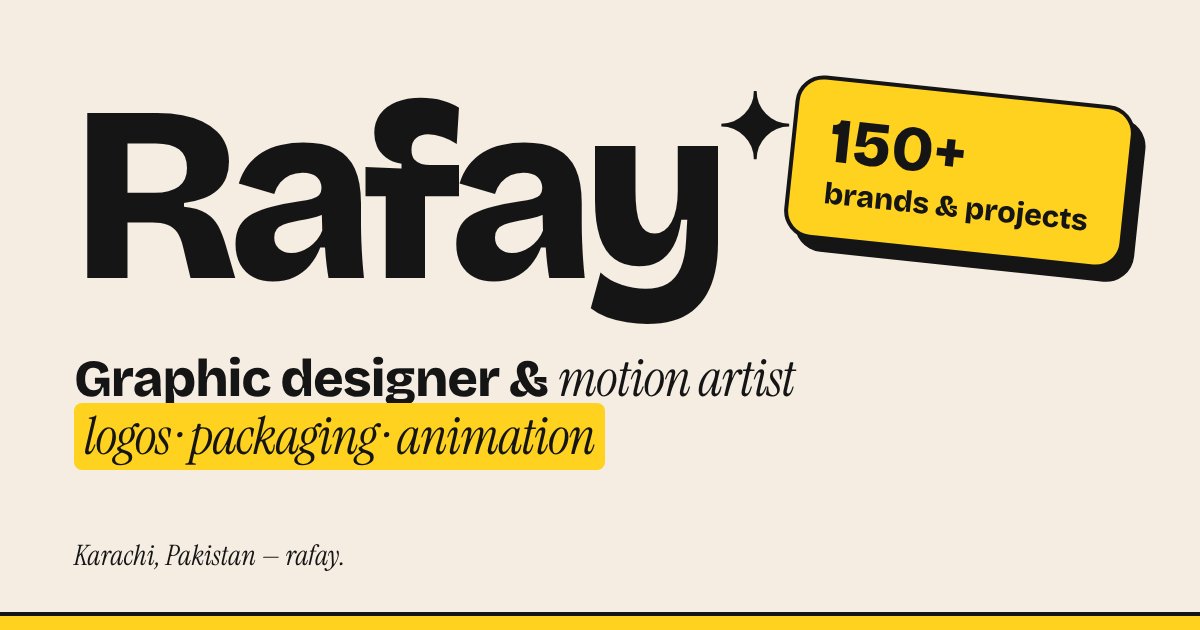 Rafay
150+
brands & projects
Graphic designer & motion artist
logos · packaging · animation
Karachi, Pakistan — rafay.